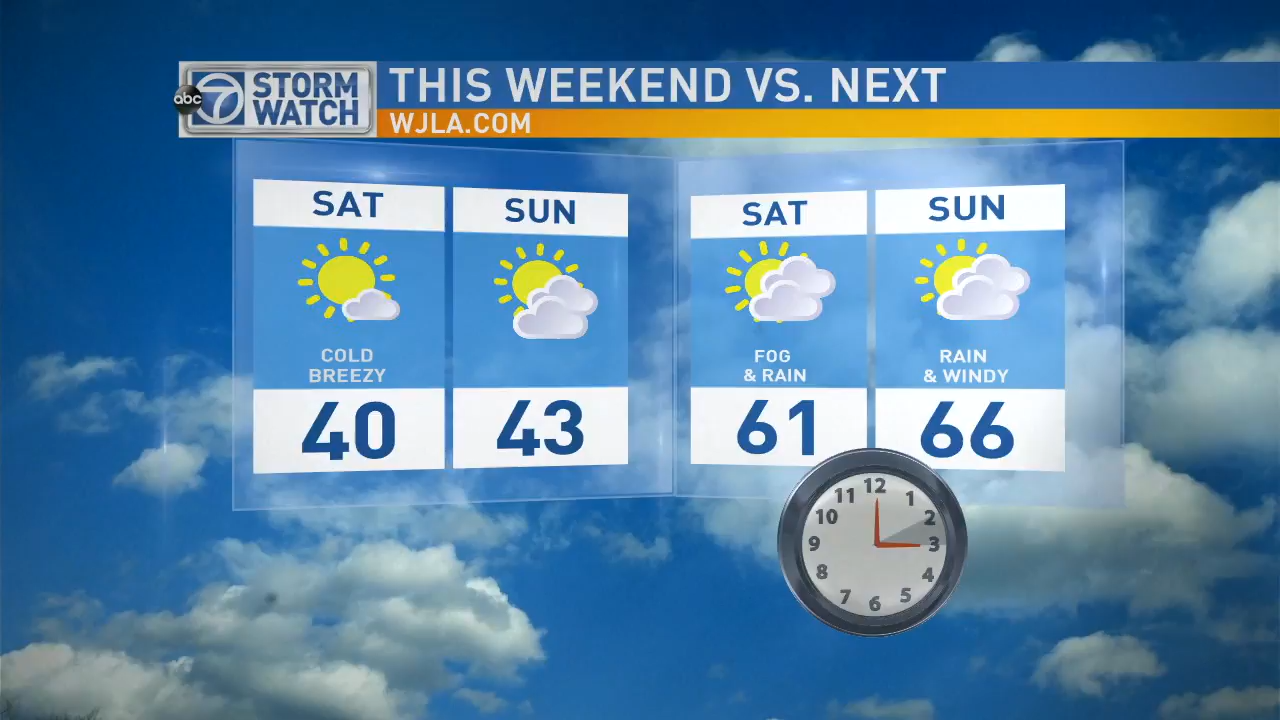 abc 7 STORM
WATCH
THIS WEEKEND VS. NEXT
WJLA.COM
SAT
COLD
BREEZY
40
SUN
43
SAT
FOG
& RAIN
61
SUN
RAIN
& WINDY
66
12
1
2
3
4
5
6
7
8
9
10
11